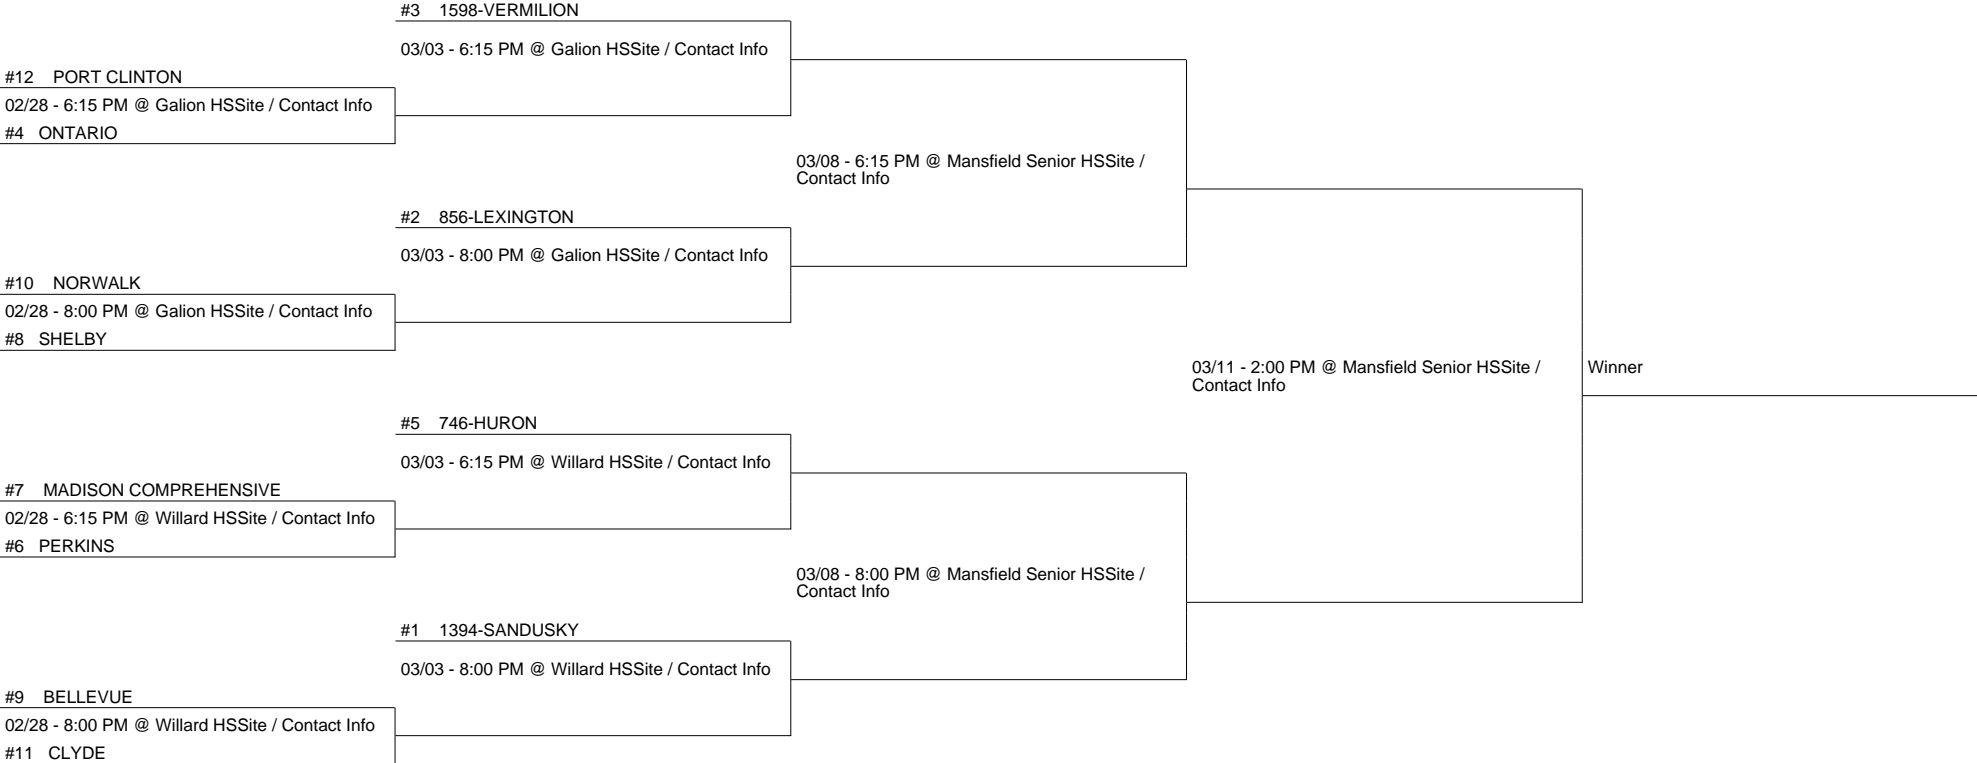 #3 1598-VERMILION
03/03 - 6:15 PM @ Galion HSSite / Contact Info
#12 PORT CLINTON
02/28 - 6:15 PM @ Galion HSSite / Contact Info
#4 ONTARIO
03/08 - 6:15 PM @ Mansfield Senior HSSite /
Contact Info
#2 856-LEXINGTON
03/03 - 8:00 PM @ Galion HSSite / Contact Info
#10 NORWALK
02/28 - 8:00 PM @ Galion HSSite / Contact Info
#8 SHELBY
03/11 - 2:00 PM @ Mansfield Senior HSSite /
Contact Info
Winner
#5 746-HURON
03/03 - 6:15 PM @ Willard HSSite / Contact Info
#7 MADISON COMPREHENSIVE
02/28 - 6:15 PM @ Willard HSSite / Contact Info
#6 PERKINS
03/08 - 8:00 PM @ Mansfield Senior HSSite /
Contact Info
#1 1394-SANDUSKY
03/03 - 8:00 PM @ Willard HSSite / Contact Info
#9 BELLEVUE
02/28 - 8:00 PM @ Willard HSSite / Contact Info
#11 CLYDE